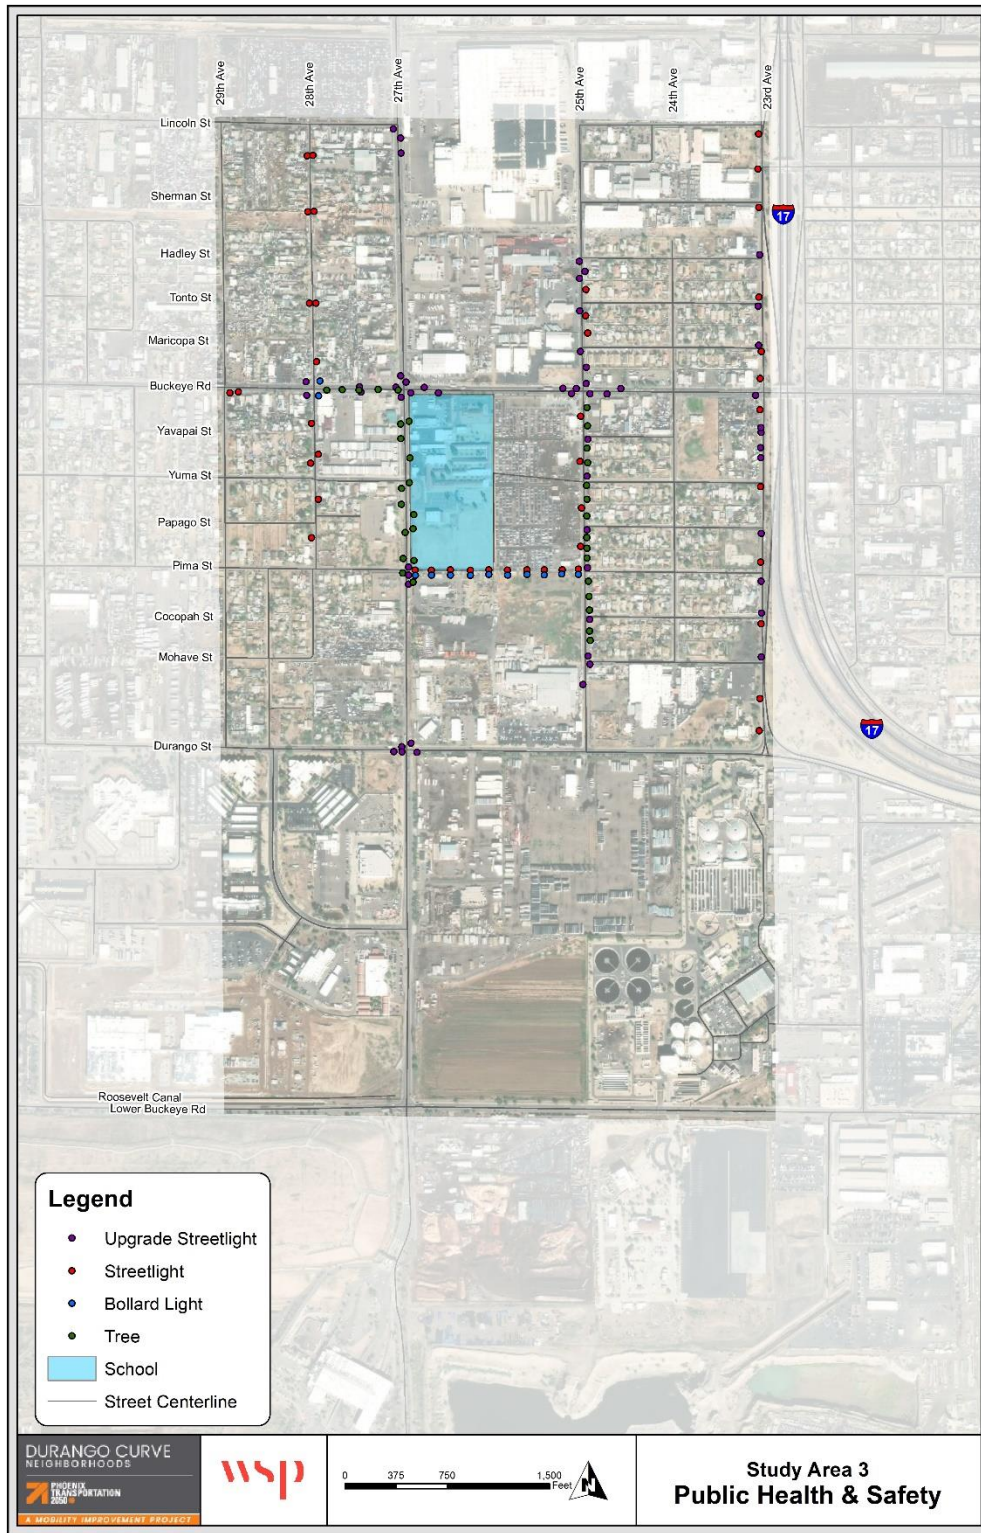 29th Ave
28th Ave
27th Ave
25th Ave
24th Ave
23rd Ave
Lincoln St
Sherman St
17
Hadley St
Tonto St
Maricopa St
Buckeye Rd
Yavapai St
Yuma St
Papago St
Pima St
Cocopah St
Mohave St
17
Durango St
Roosevelt Canal
Lower Buckeye Rd
Legend
Upgrade Streetlight
Streetlight
Bollard Light
Tree
School
Street Centerline
DURANGO CURVE
NEIGHBORHOODS
PHOENIX
TRANSPORTATION
2050
A MOBILITY IMPROVEMENT PROJECT
wsp
0 375 750 1,500
Feet
N
Study Area 3
Public Health & Safety